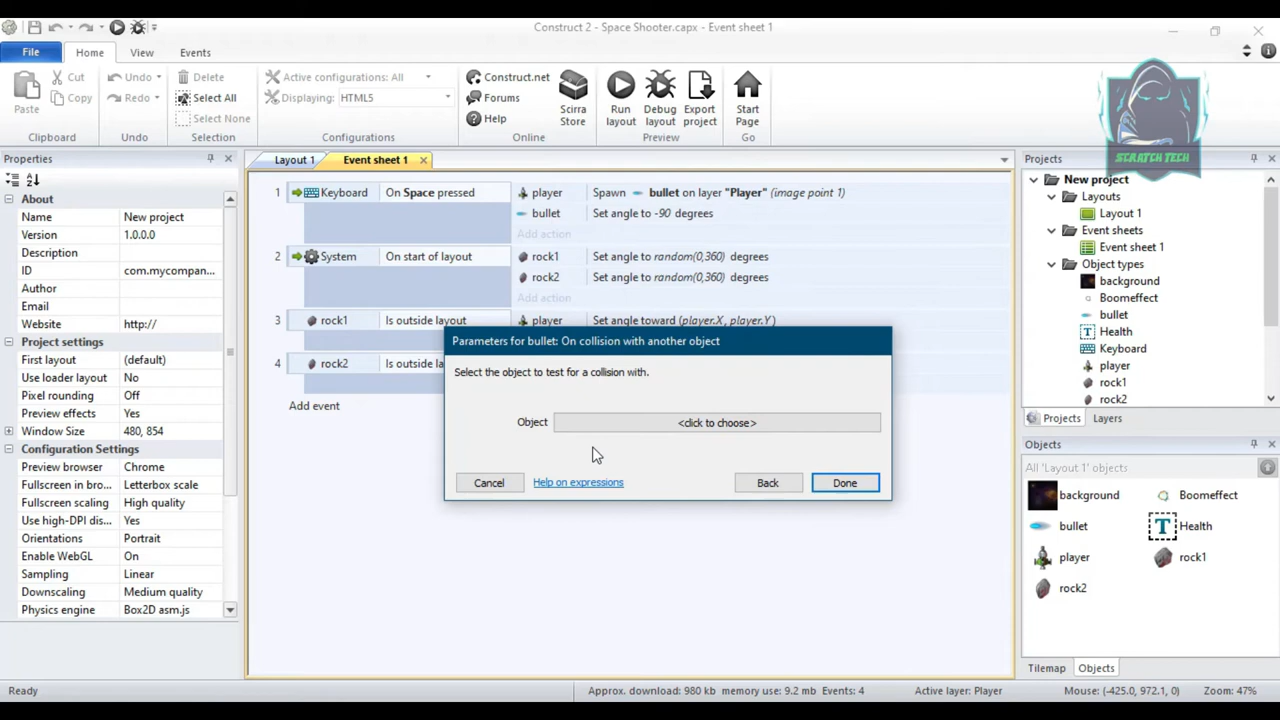 Construct 2 - Space Shooter.capx - Event sheet 1
File
Home
View
Events
Paste
Cut
Copy
Clipboard
Undo
Redo
Undo
Delete
Select All
Select None
Selection
Active configurations: All
Displaying: HTML5
Configurations
Construct.net
Forums
Help
Online
Scirra Store
Run layout
Debug layout
Export project
Preview
Start Page
Go
SCRATCH TECH
Properties
About
Name New project
Version 1.0.0.0
Description
ID com.mycompan...
Author
Email
Website http://
Project settings
First layout (default)
Use loader layout No
Pixel rounding Off
Preview effects Yes
Window Size 480, 854
Configuration Settings
Preview browser Chrome
Fullscreen in bro... Letterbox scale
Fullscreen scaling High quality
Use high-DPI dis... Yes
Orientations Portrait
Enable WebGL On
Sampling Linear
Downscaling Medium quality
Physics engine Box2D asm.js
Layout 1
Event sheet 1
1 Keyboard On Space pressed player Spawn bullet on layer "Player" (image point 1)
bullet Set angle to -90 degrees
Add action
2 System On start of layout rock1 Set angle to random(0,360) degrees
rock2 Set angle to random(0,360) degrees
Add action
3 rock1 Is outside layout player Set angle toward (player.X, player.Y)
4 rock2 Is outside la
Add event
Parameters for bullet: On collision with another object
Select the object to test for a collision with.
Object <click to choose>
Cancel
Help on expressions
Back
Done
Projects
New project
Layouts
Layout 1
Event sheets
Event sheet 1
Object types
background
Boomeffect
bullet
Health
Keyboard
player
rock1
rock2
Projects
Layers
Objects
All 'Layout 1' objects
background
Boomeffect
bullet
T
Health
player
rock1
rock2
Tilemap
Objects
Ready
Approx. download: 980 kb
memory use: 9.2 mb
Events: 4
Active layer: Player
Mouse: (-425.0, 972.1, 0)
Zoom: 47%